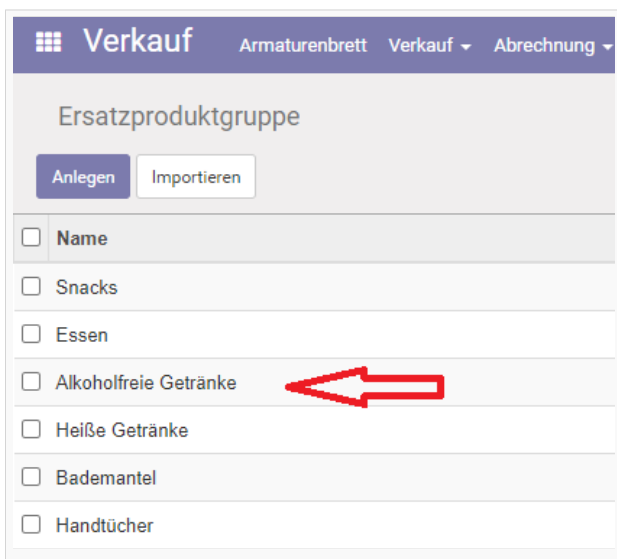 Verkauf Armaturenbrett Verkauf Abrechnung
Ersatzproduktgruppe
Anlegen Importieren
Name
Snacks
Essen
Alkoholfreie Getränke
Heiße Getränke
Bademantel
Handtücher